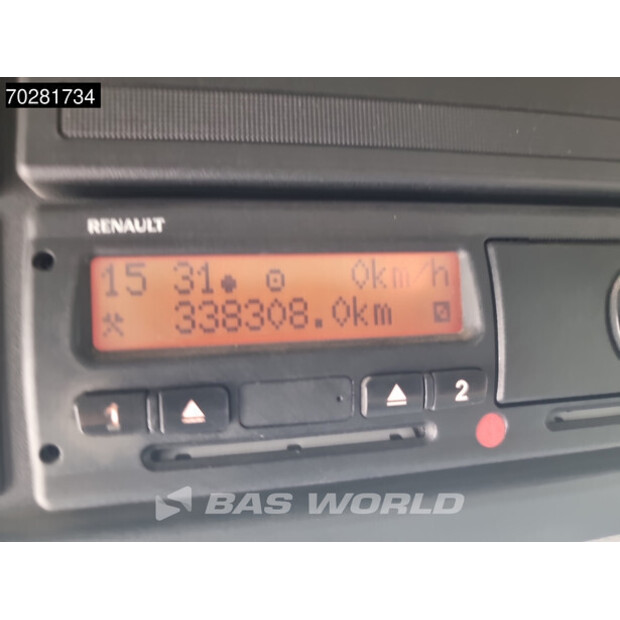 70281734
RENAULT
15 31 0km/h
338308.0km
1 2
BAS WORLD